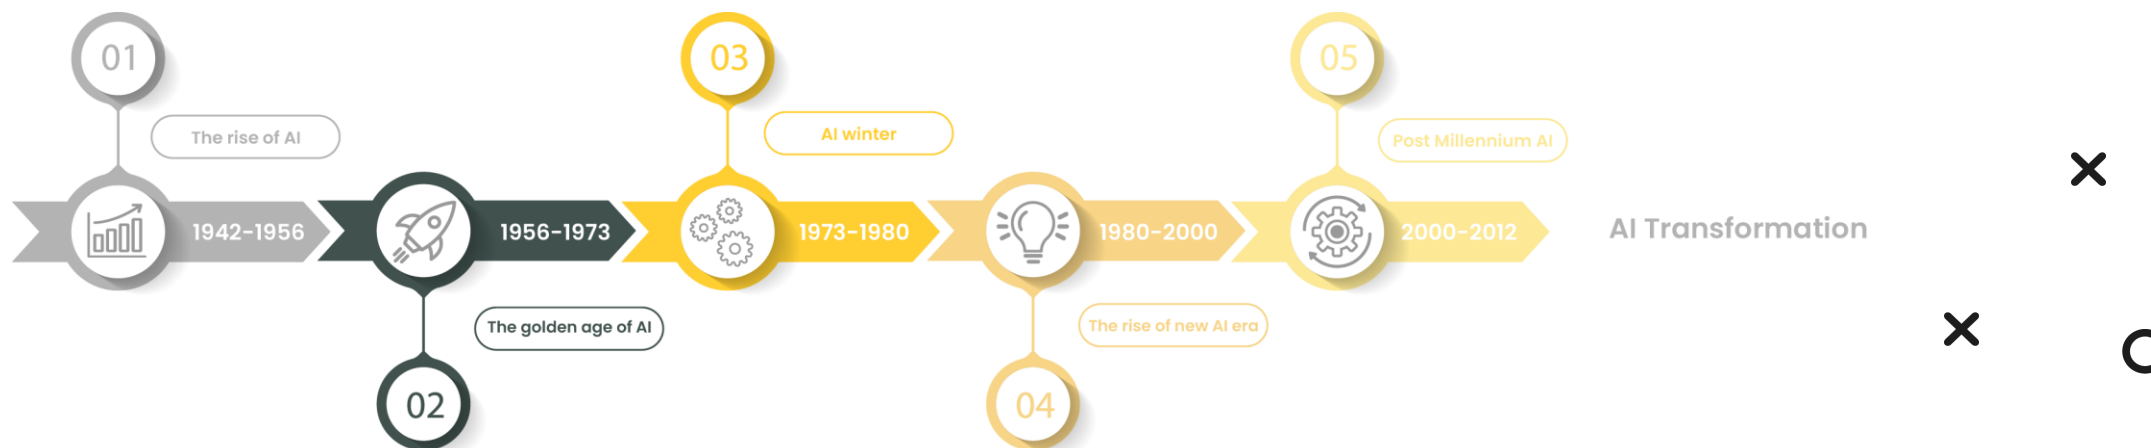 01
The rise of AI
1942-1956
1956-1973
The golden age of AI
02
03
AI winter
1973-1980
1980-2000
The rise of new AI era
04
05
Post Millennium AI
2000-2012
AI Transformation